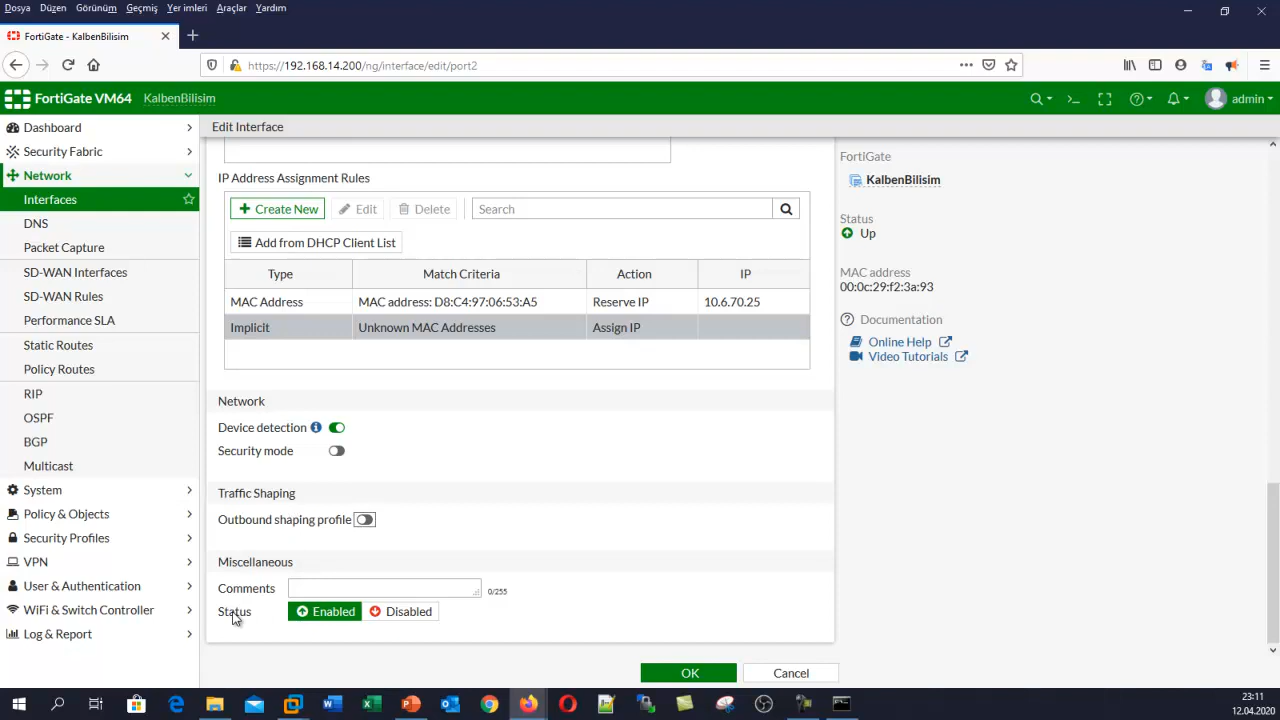 Dosya Düzen Görünüm Geçmiş Yer imleri Araçlar Yardım
FortiGate - KalbenBilisim
https://192.168.14.200/ng/interface/edit/port2
FortiGate VM64 KalbenBilisim
admin
Dashboard
Security Fabric
Network
Interfaces
DNS
Packet Capture
SD-WAN Interfaces
SD-WAN Rules
Performance SLA
Static Routes
Policy Routes
RIP
OSPF
BGP
Multicast
System
Policy & Objects
Security Profiles
VPN
User & Authentication
WiFi & Switch Controller
Log & Report
Edit Interface
IP Address Assignment Rules
Create New Edit Delete Search
Add from DHCP Client List
Type Match Criteria Action IP
MAC Address MAC address: D8:C4:97:06:53:A5 Reserve IP 10.6.70.25
Implicit Unknown MAC Addresses Assign IP
Network
Device detection
Security mode
Traffic Shaping
Outbound shaping profile
Miscellaneous
Comments 0/255
Status Enabled Disabled
OK Cancel
FortiGate
KalbenBilisim
Status
Up
MAC address
00:0c:29:f2:3a:93
Documentation
Online Help
Video Tutorials
23:11
12.04.2020